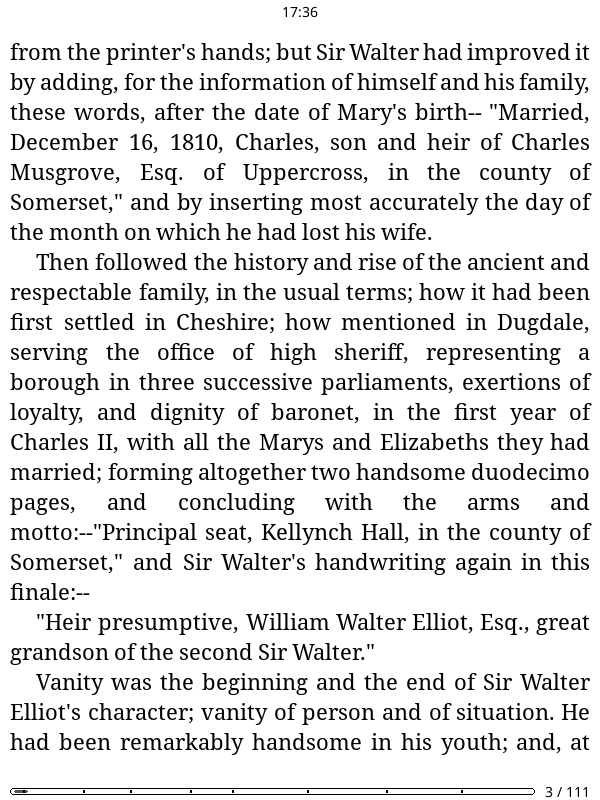 17:36
from the printer's hands; but Sir Walter had improved it
by adding, for the information of himself and his family,
these words, after the date of Mary's birth-- "Married,
December 16, 1810, Charles, son and heir of Charles
Musgrove, Esq. of Uppercross, in the county of
Somerset," and by inserting most accurately the day of
the month on which he had lost his wife.
Then followed the history and rise of the ancient and
respectable family, in the usual terms; how it had been
first settled in Cheshire; how mentioned in Dugdale,
serving the office of high sheriff, representing a
borough in three successive parliaments, exertions of
loyalty, and dignity of baronet, in the first year of
Charles II, with all the Marys and Elizabeths they had
married; forming altogether two handsome duodecimo
pages, and concluding with the arms and
motto:--"Principal seat, Kellynch Hall, in the county of
Somerset," and Sir Walter's handwriting again in this
finale:--
"Heir presumptive, William Walter Elliot, Esq., great
grandson of the second Sir Walter."
Vanity was the beginning and the end of Sir Walter
Elliot's character; vanity of person and of situation. He
had been remarkably handsome in his youth; and, at
3 / 111